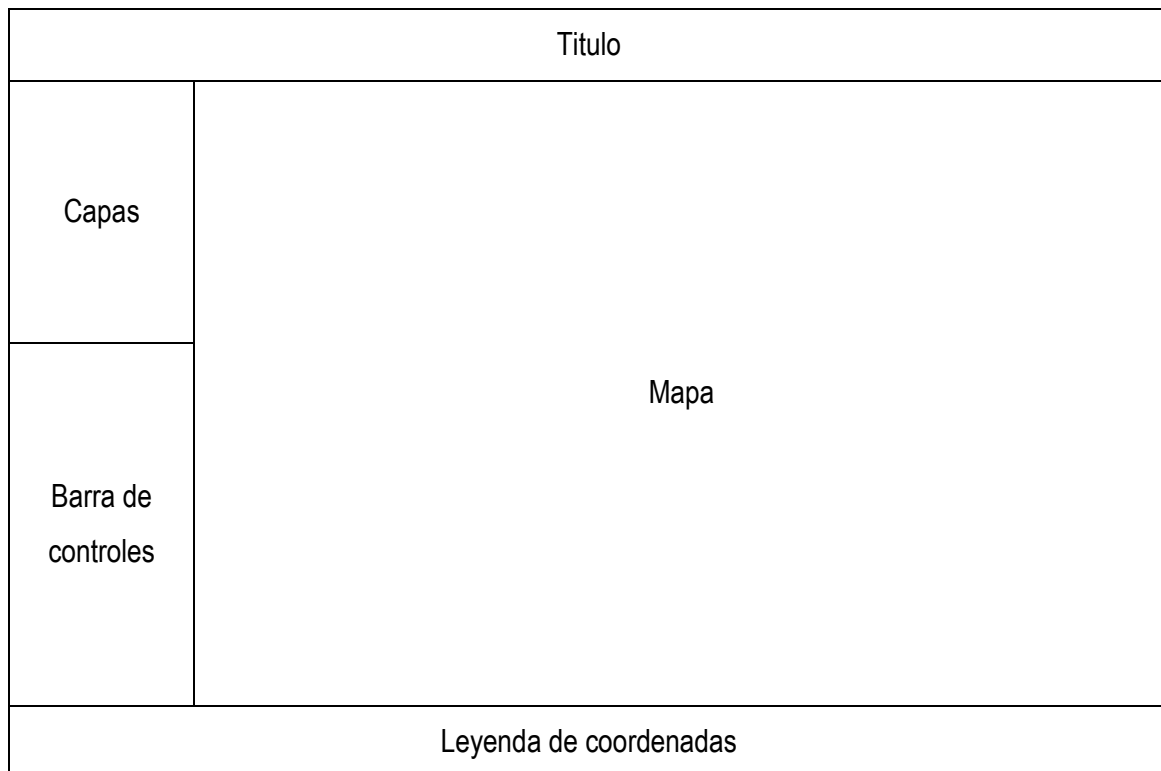 Titulo
Capas
Mapa
Barra de
controles
Leyenda de coordenadas